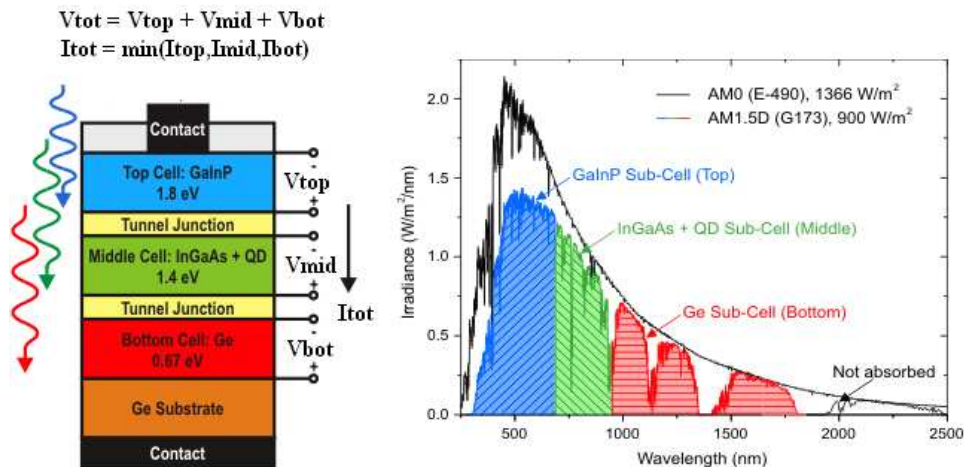 Vtot = Vtop + Vmid + Vbot
Itot = min(Itop,Imid,Ibot)
Contact
Top Cell: GaInP
1.8 eV
Tunnel Junction
Middle Cell: InGaAs + QD
1.4 eV
Tunnel Junction
Bottom Cell: Ge
0.67 eV
Ge Substrate
Contact
-
Vtop
+
-
Vmid
+
-
Vbot
+
Itot
Irradiance (W/m²/nm)
2.0
1.5
1.0
0.5
0.0
AM0 (E-490), 1366 W/m²
AM1.5D (G173), 900 W/m²
GaInP Sub-Cell (Top)
InGaAs + QD Sub-Cell (Middle)
Ge Sub-Cell (Bottom)
Not absorbed
500
1000
1500
2000
2500
Wavelength (nm)